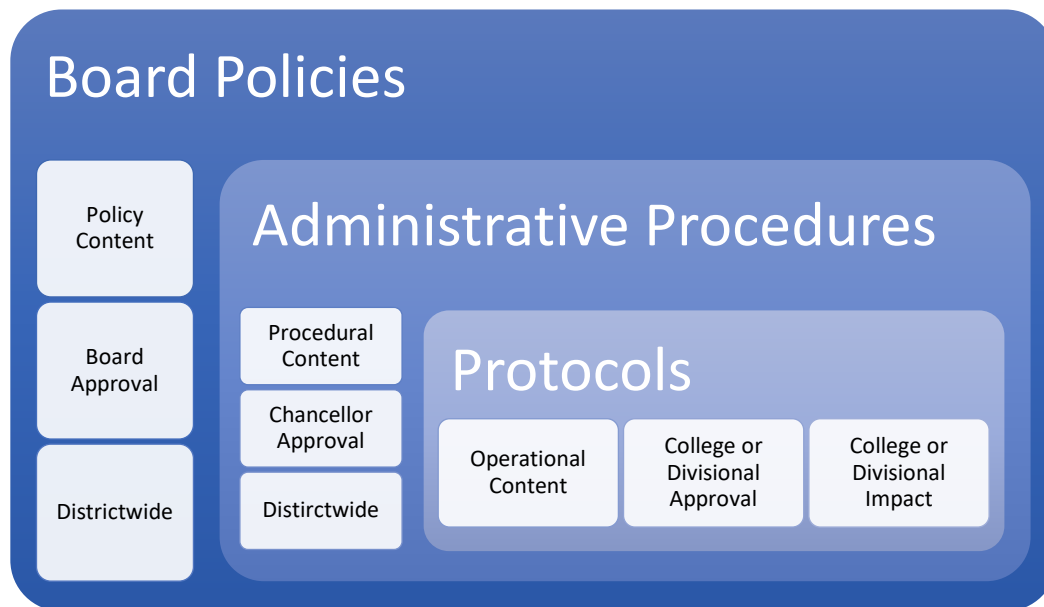 Board Policies
Policy
Content
Board
Approval
Districtwide
Administrative Procedures
Procedural
Content
Chancellor
Approval
Distirctwide
Protocols
Operational
Content
College or
Divisional
Approval
College or
Divisional
Impact